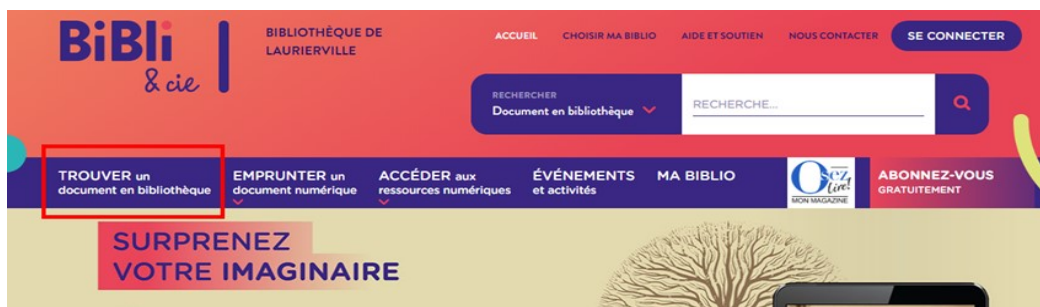 BiBli
& cie
BIBLIOTHÈQUE DE
LAURIERVILLE
ACCUEIL CHOISIR MA BIBLIO AIDE ET SOUTIEN NOUS CONTACTER SE CONNECTER
RECHERCHER
Document en bibliothèque
RECHERCHE...
TROUVER un
document en bibliothèque
EMPRUNTER un
document numérique
ACCÉDER aux
ressources numériques
ÉVÉNEMENTS
et activités
MA BIBLIO
Osez
Lire!
MON MAGAZINE
ABONNEZ-VOUS
GRATUITEMENT
SURPRENEZ
VOTRE IMAGINAIRE